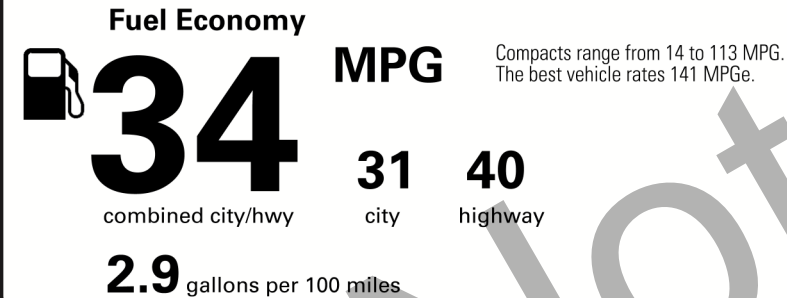 Fuel Economy
34 MPG
Compacts range from 14 to 113 MPG.
The best vehicle rates 141 MPGe.
combined city/hwy
31 city
40 highway
2.9 gallons per 100 miles